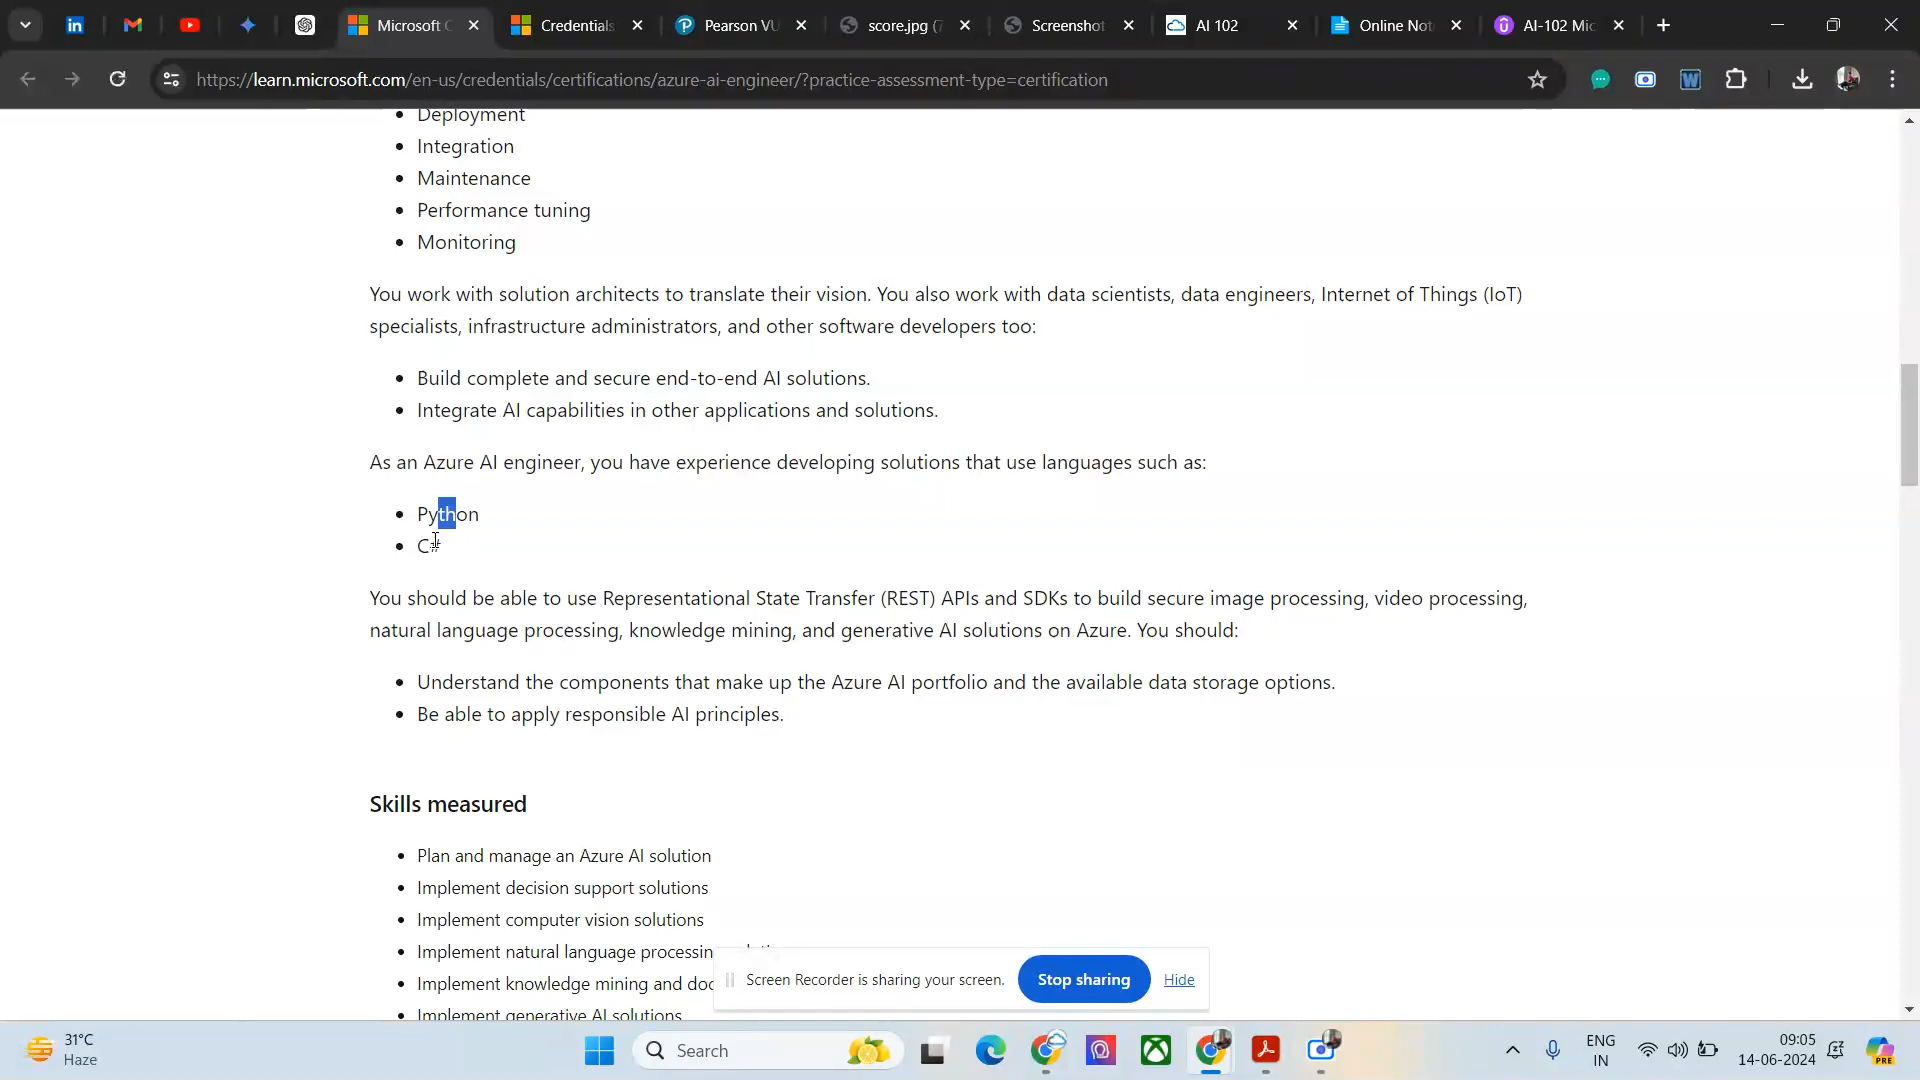 Microsoft C
Credentials
Pearson VU
score.jpg (7
Screenshot
AI 102
Online Not
AI-102 Mic
https://learn.microsoft.com/en-us/credentials/certifications/azure-ai-engineer/?practice-assessment-type=certification
Deployment
Integration
Maintenance
Performance tuning
Monitoring
You work with solution architects to translate their vision. You also work with data scientists, data engineers, Internet of Things (IoT)
specialists, infrastructure administrators, and other software developers too:
Build complete and secure end-to-end AI solutions.
Integrate AI capabilities in other applications and solutions.
As an Azure AI engineer, you have experience developing solutions that use languages such as:
Python
C#
You should be able to use Representational State Transfer (REST) APIs and SDKs to build secure image processing, video processing,
natural language processing, knowledge mining, and generative AI solutions on Azure. You should:
Understand the components that make up the Azure AI portfolio and the available data storage options.
Be able to apply responsible AI principles.
Skills measured
Plan and manage an Azure AI solution
Implement decision support solutions
Implement computer vision solutions
Implement natural language processin
Implement knowledge mining and doc
Implement generative AI solutions
Screen Recorder is sharing your screen.
Stop sharing
Hide
31°C
Haze
Search
ENG
IN
09:05
14-06-2024
PRE